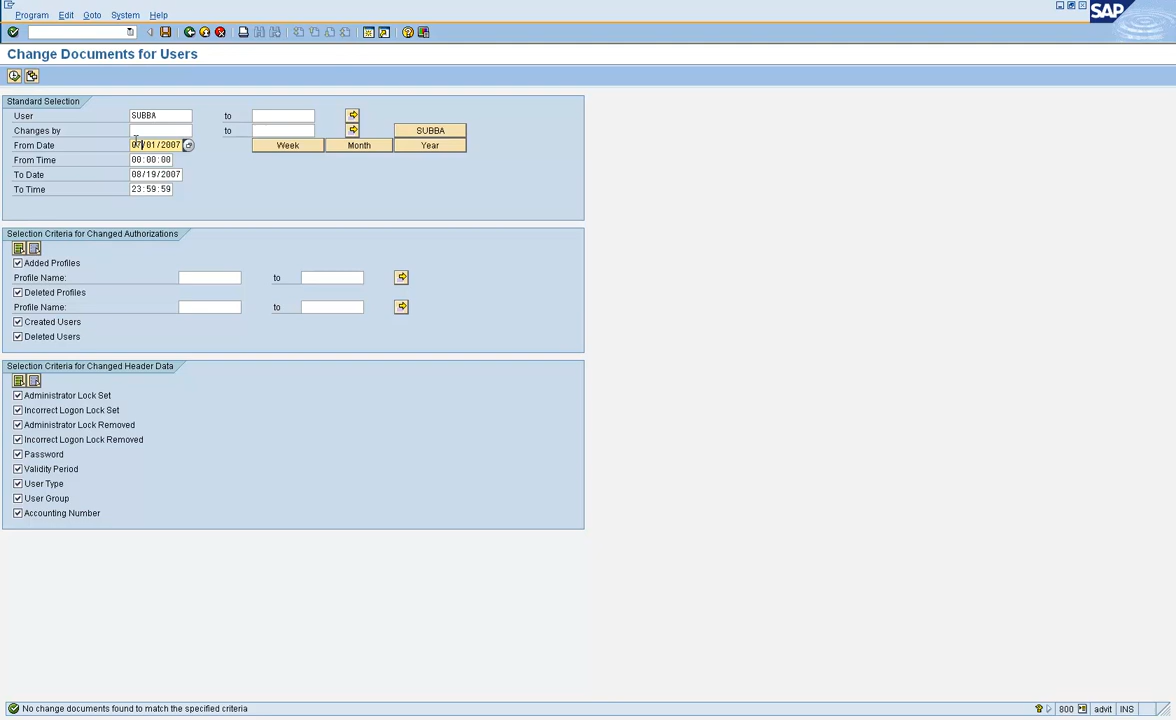 Program Edit Goto System Help
SAP
Change Documents for Users
Standard Selection
User SUBBA to
Changes by to SUBBA
From Date 07/01/2007 Week Month Year
From Time 00:00:00
To Date 08/19/2007
To Time 23:59:59
Selection Criteria for Changed Authorizations
Added Profiles
Profile Name: to
Deleted Profiles
Profile Name: to
Created Users
Deleted Users
Selection Criteria for Changed Header Data
Administrator Lock Set
Incorrect Logon Lock Set
Administrator Lock Removed
Incorrect Logon Lock Removed
Password
Validity Period
User Type
User Group
Accounting Number
No change documents found to match the specified criteria 800 advit INS